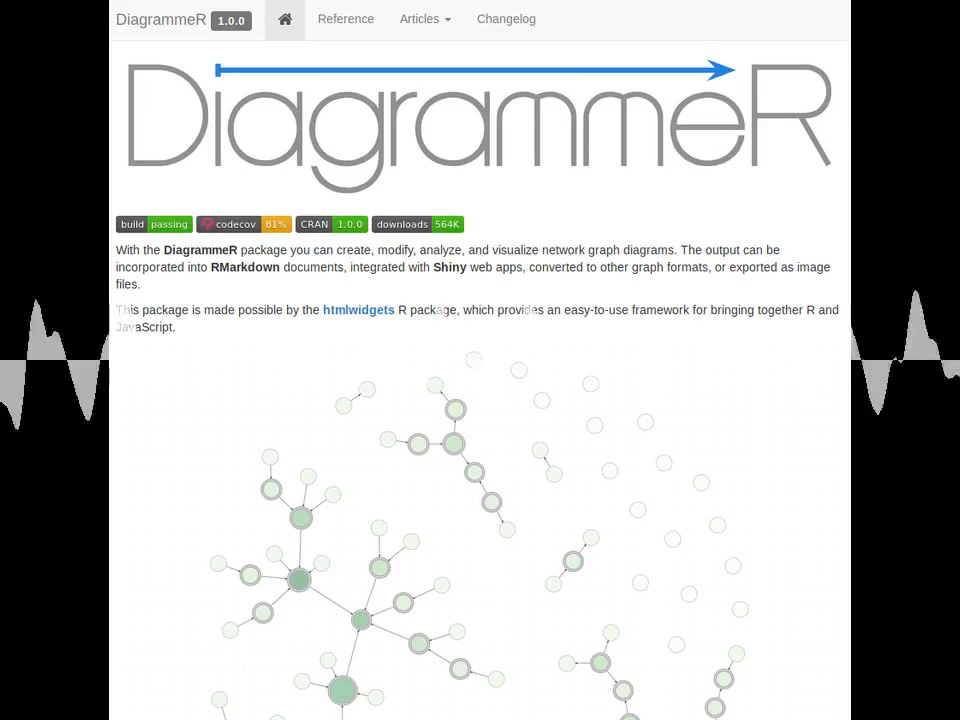 DiagrammeR 1.0.0 Reference Articles Changelog
DiagrammeR
build passing codecov 81% CRAN 1.0.0 downloads 564K
With the DiagrammeR package you can create, modify, analyze, and visualize network graph diagrams. The output can be
incorporated into RMarkdown documents, integrated with Shiny web apps, converted to other graph formats, or exported as image
files.
This package is made possible by the htmlwidgets R package, which provides an easy-to-use framework for bringing together R and
JavaScript.